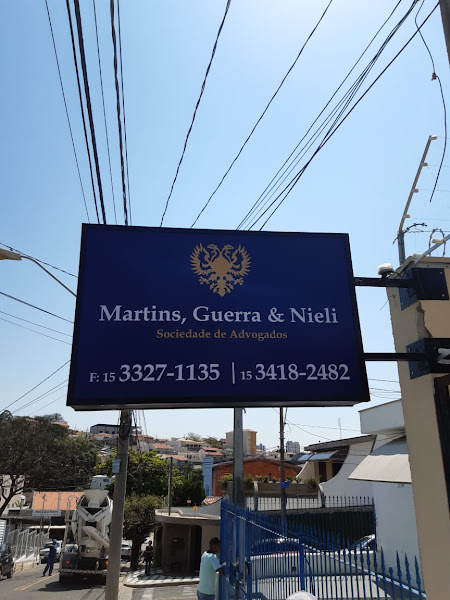 Martins, Guerra & Nieli
Sociedade de Advogados
F: 15 3327-1135 | 15 3418-2482